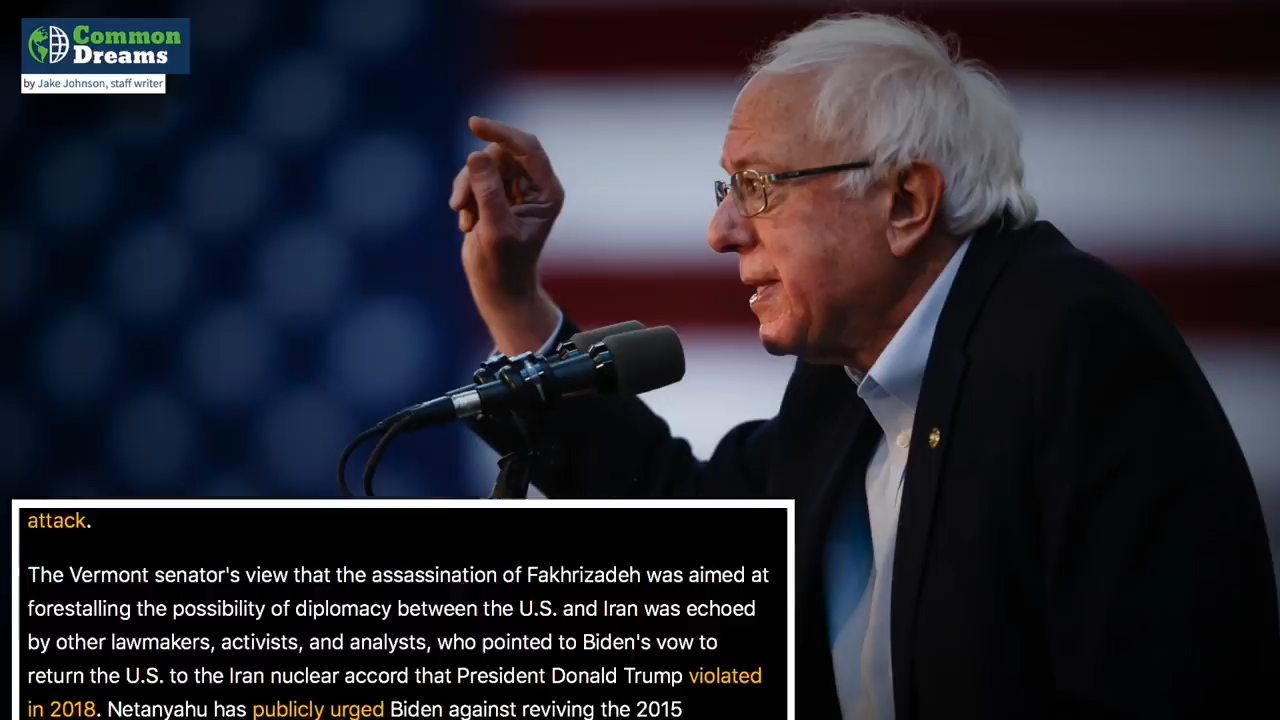 Common
Dreams
by Jake Johnson, staff writer
attack.
The Vermont senator's view that the assassination of Fakhrizadeh was aimed at
forestalling the possibility of diplomacy between the U.S. and Iran was echoed
by other lawmakers, activists, and analysts, who pointed to Biden's vow to
return the U.S. to the Iran nuclear accord that President Donald Trump violated
in 2018. Netanyahu has publicly urged Biden against reviving the 2015